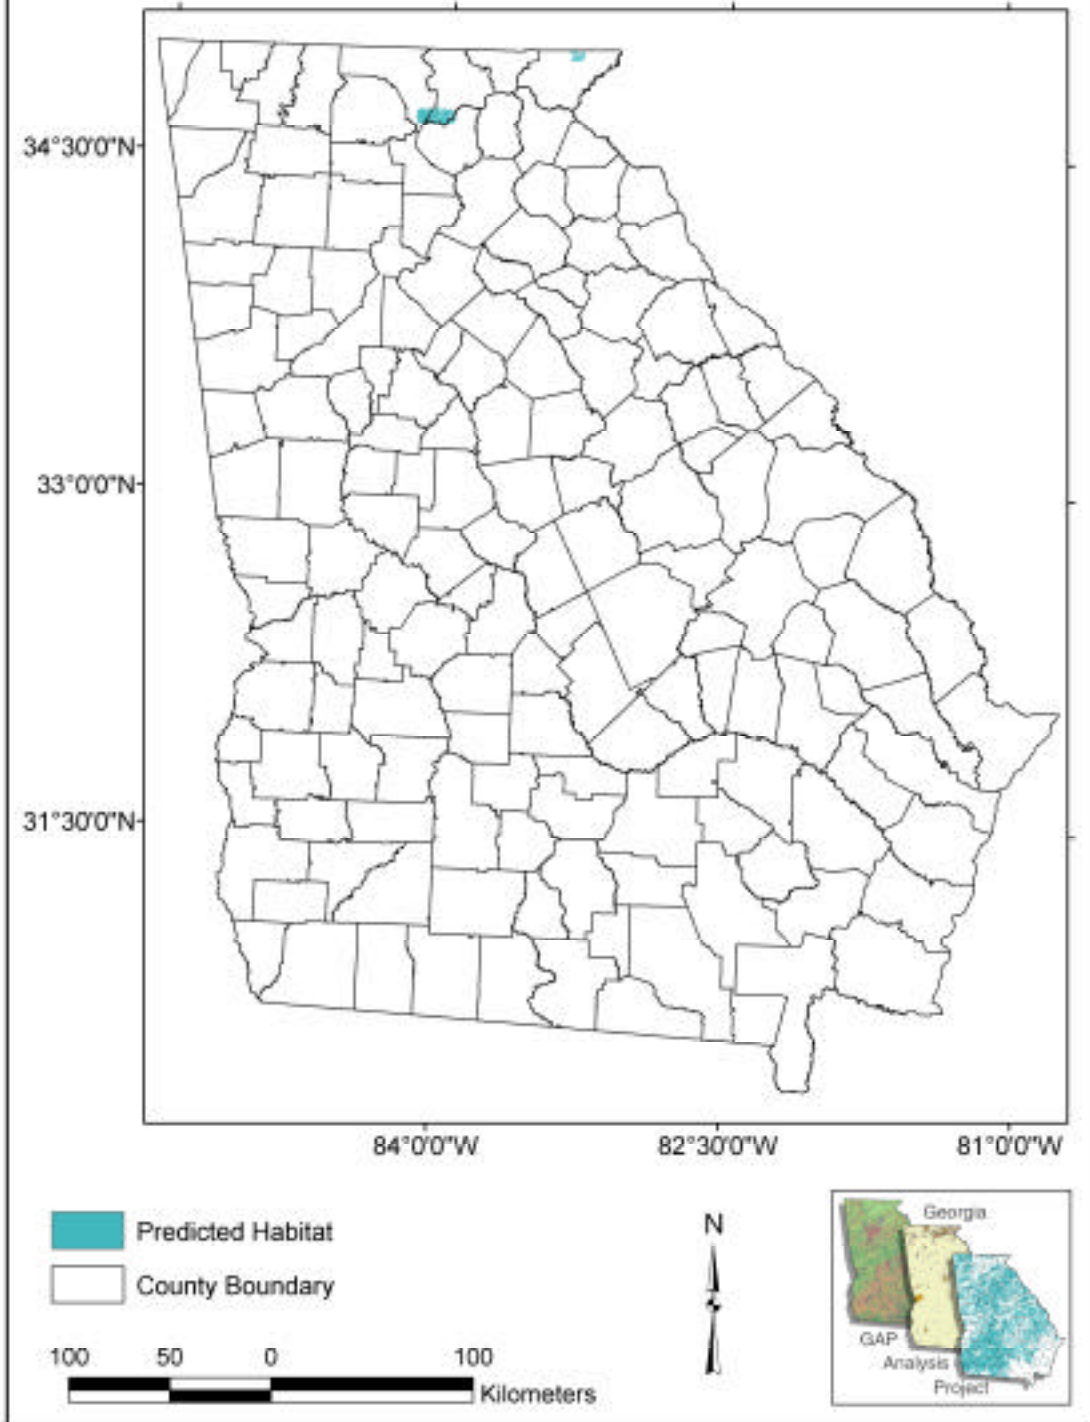 34°30'0"N
33°0'0"N
31°30'0"N
84°0'0"W 82°30'0"W 81°0'0"W
Predicted Habitat
County Boundary
N
100 50 0 100
Kilometers
Georgia
GAP
Analysis
Project